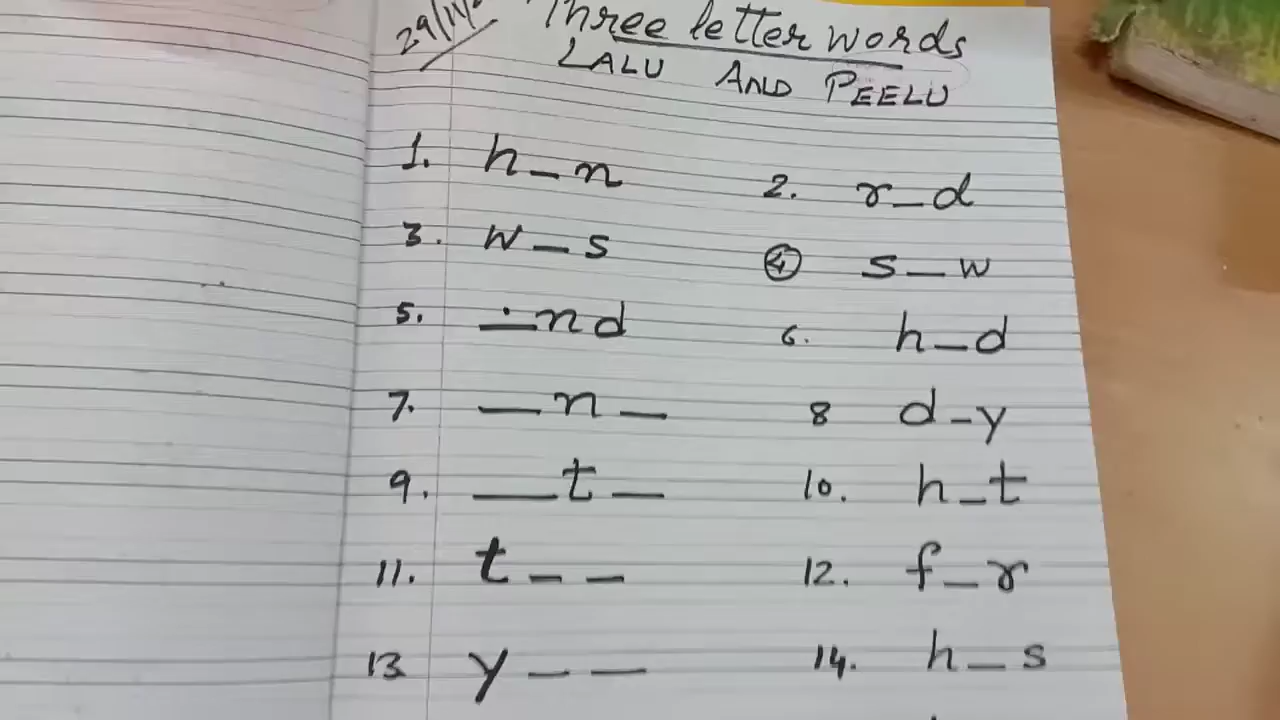 Three letter words
LALU AND PEELU
1. h_n 2. r_d
3. w_s 4 s_w
5. _nd 6. h_d
7. _n_ 8 d_y
9. _t_ 10. h_t
11. t_ _ 12. f_r
13 y_ _ 14. h_s